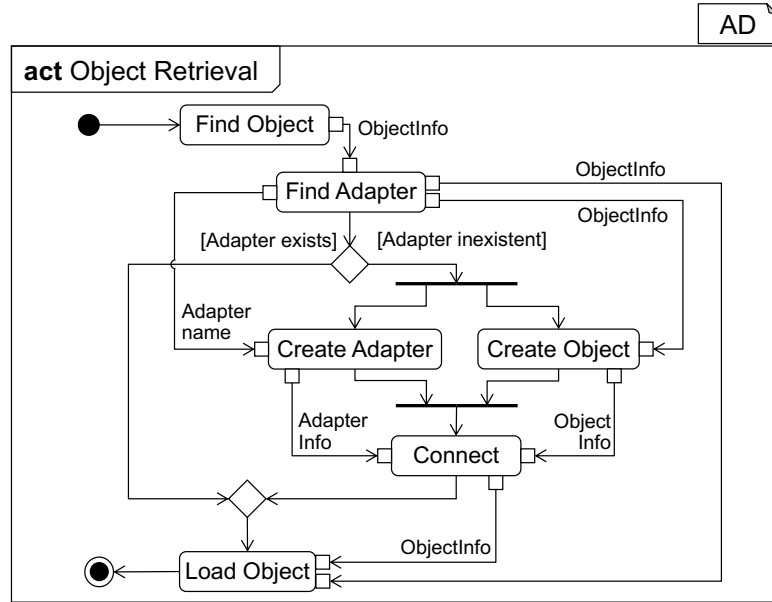 AD
act Object Retrieval
Find Object
ObjectInfo
ObjectInfo
Find Adapter
ObjectInfo
[Adapter exists]
[Adapter inexistent]
Adapter
name
Create Adapter
Create Object
Adapter
Info
Object
Info
Connect
ObjectInfo
Load Object